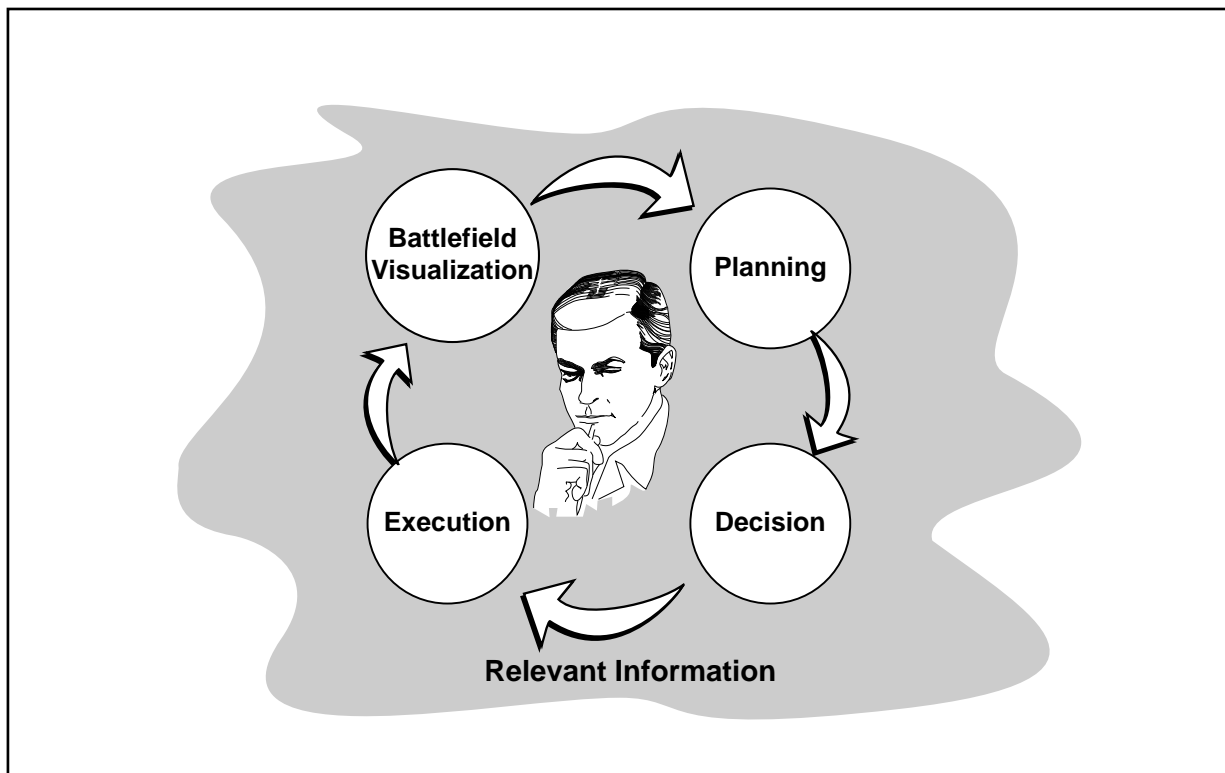 Battlefield
Visualization
Planning
Execution
Decision
Relevant Information